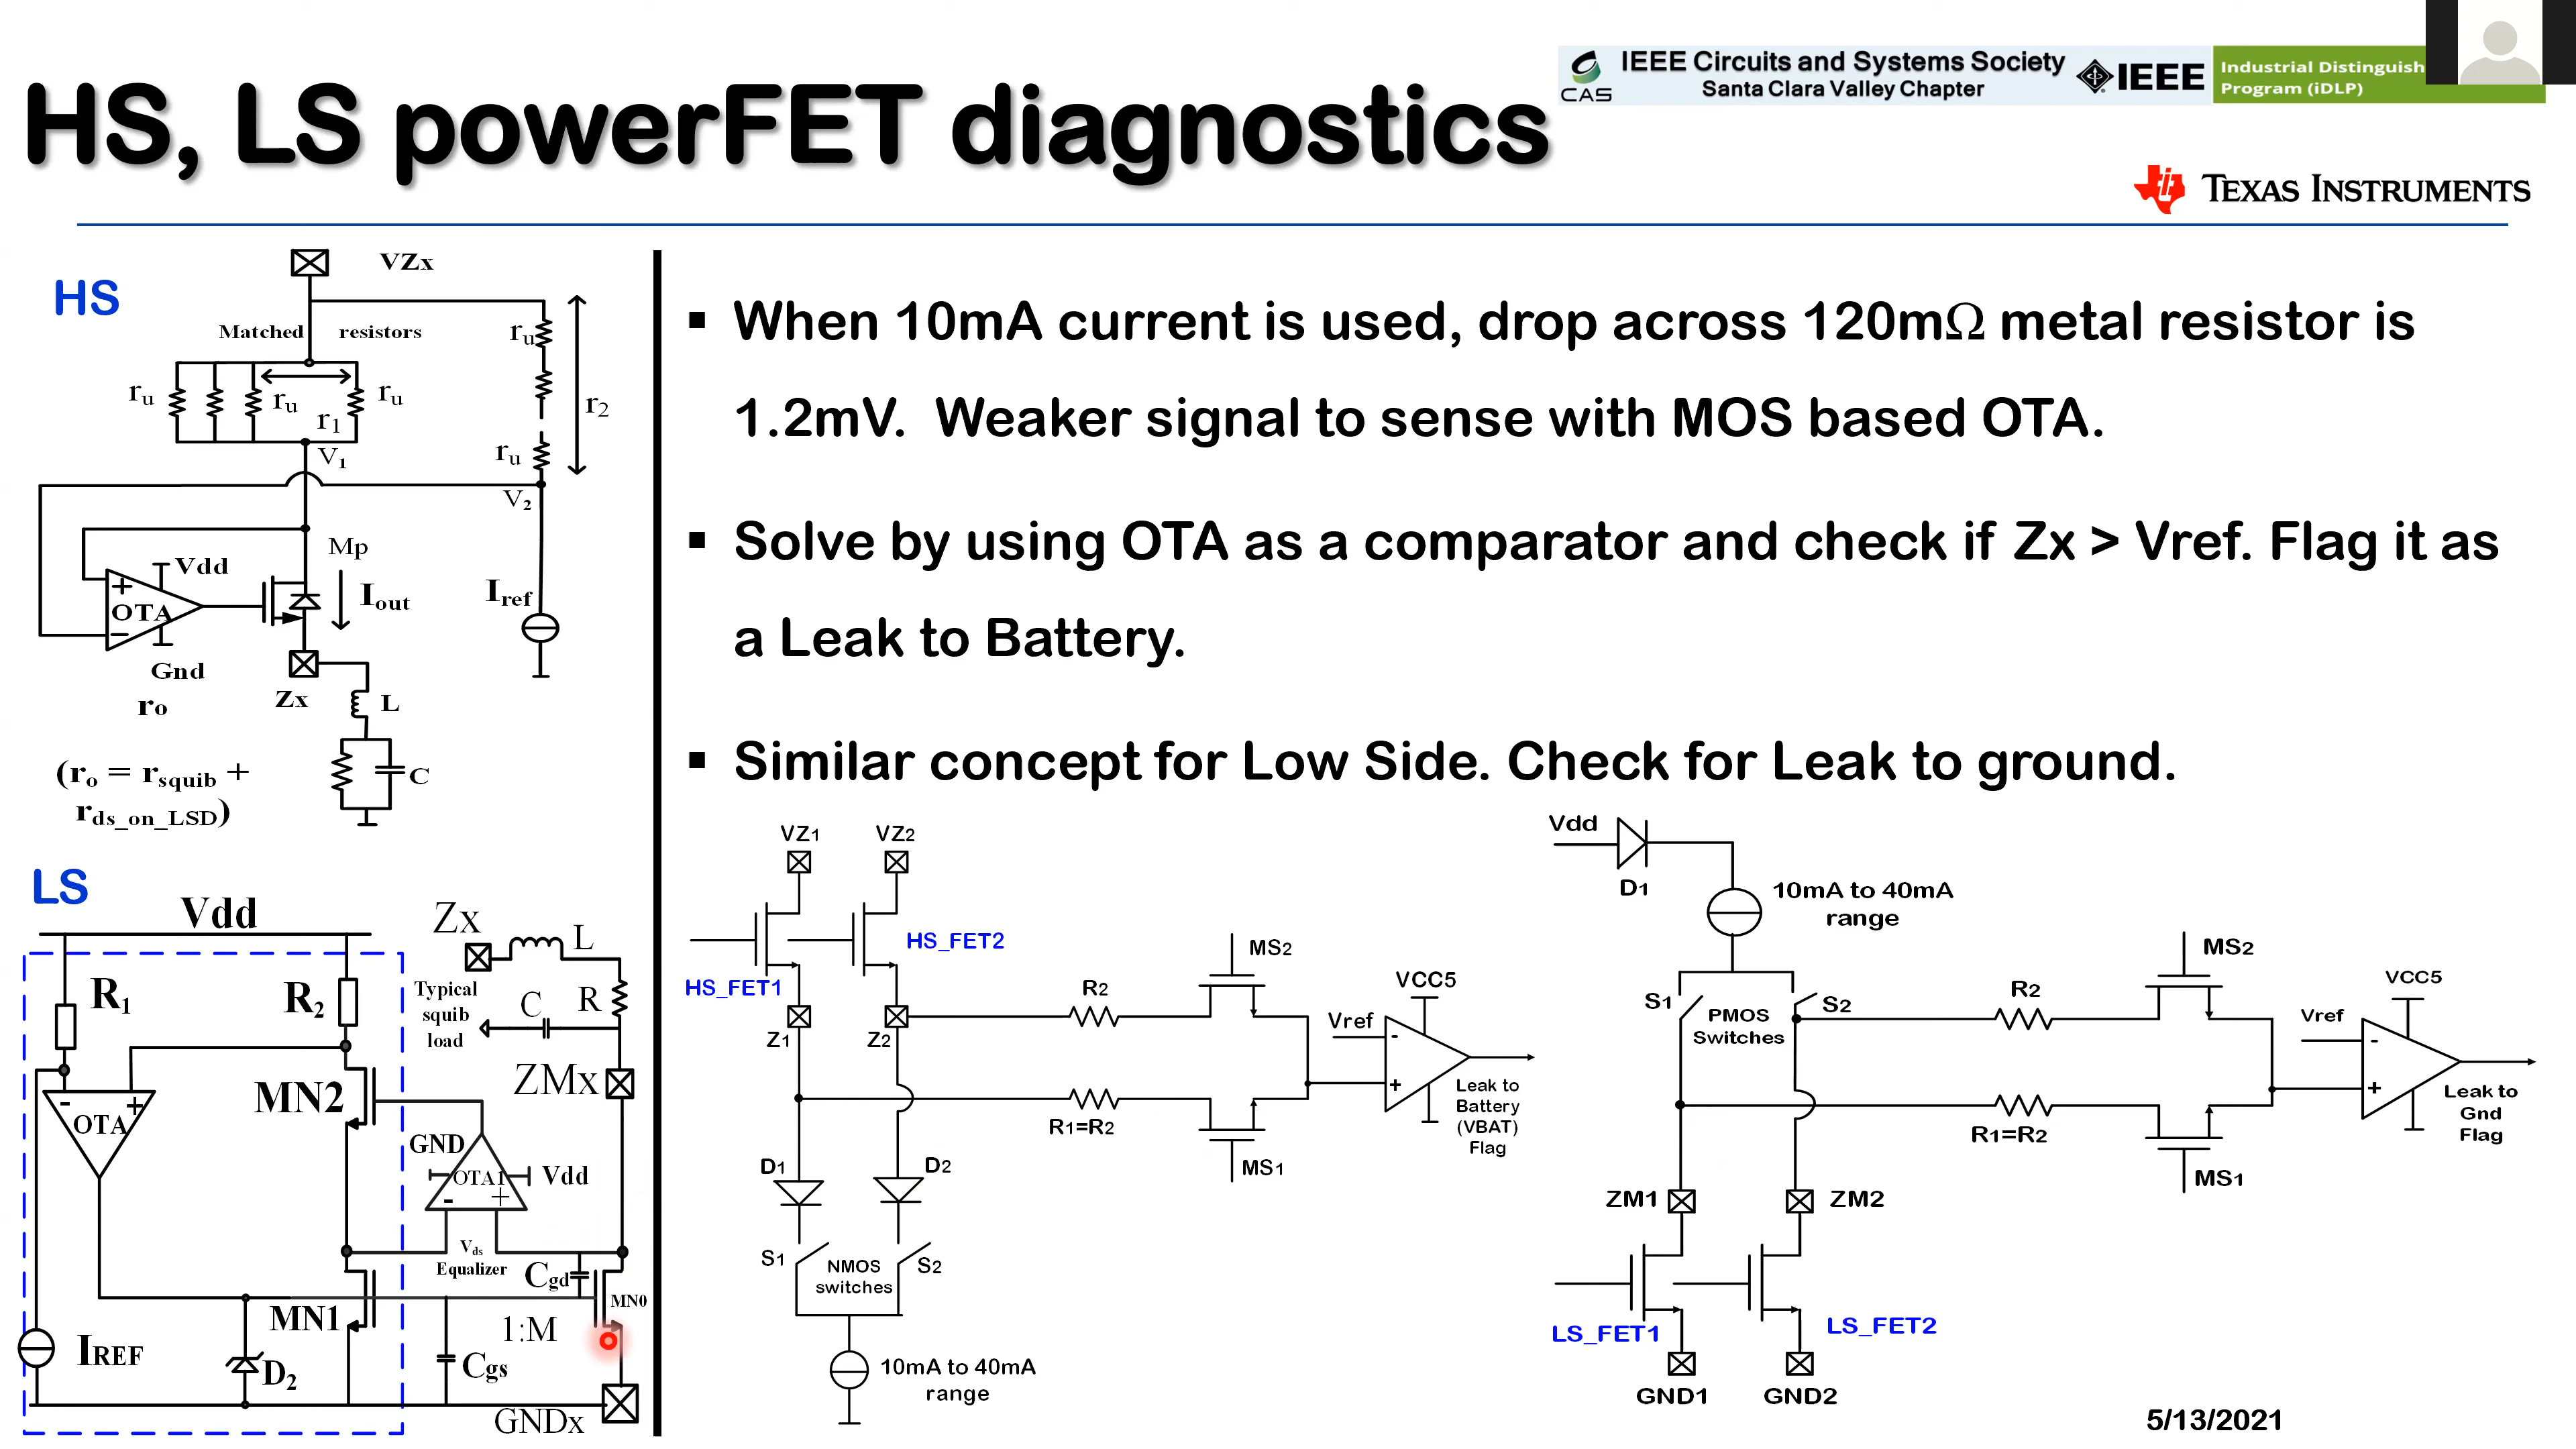 HS, LS powerFET diagnostics
CAS
IEEE Circuits and Systems Society
Santa Clara Valley Chapter
IEEE
Industrial Distinguish
Program (iDLP)
TEXAS INSTRUMENTS
HS
VZx
Matched resistors
ru
ru
r1
ru
ru
r2
ru
V1
V2
Mp
Vdd
+
OTA
−
Iout
Iref
Gnd
ro
Zx
L
C
(ro = rsquib +
rds_on_LSD)
LS
Vdd
R1
R2
Zx
L
Typical
squib
load
C
R
ZMx
- +
OTA
MN2
GND
OTA1
Vdd
- +
Vds
Equalizer
Cgd
MN0
MN1
1:M
IREF
D2
Cgs
GNDx
▪ When 10mA current is used, drop across 120mΩ metal resistor is
1.2mV. Weaker signal to sense with MOS based OTA.
▪ Solve by using OTA as a comparator and check if Zx > Vref. Flag it as
a Leak to Battery.
▪ Similar concept for Low Side. Check for Leak to ground.
VZ1
VZ2
HS_FET2
HS_FET1
Z1
Z2
R2
MS2
VCC5
Vref
-
+
R1=R2
MS1
Leak to
Battery
(VBAT)
Flag
D1
D2
S1
NMOS
switches
S2
10mA to 40mA
range
Vdd
D1
10mA to 40mA
range
S1
PMOS
Switches
S2
R2
MS2
VCC5
Vref
-
+
R1=R2
MS1
Leak to
Gnd
Flag
ZM1
ZM2
LS_FET1
LS_FET2
GND1
GND2
5/13/2021